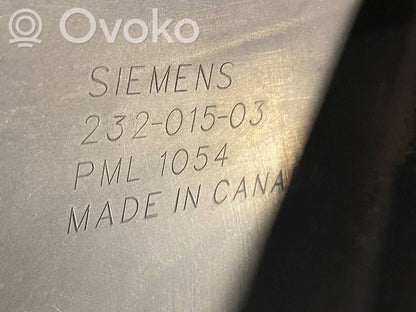 Ovoko
SIEMENS
232-015-03
PML 1054
MADE IN CANA